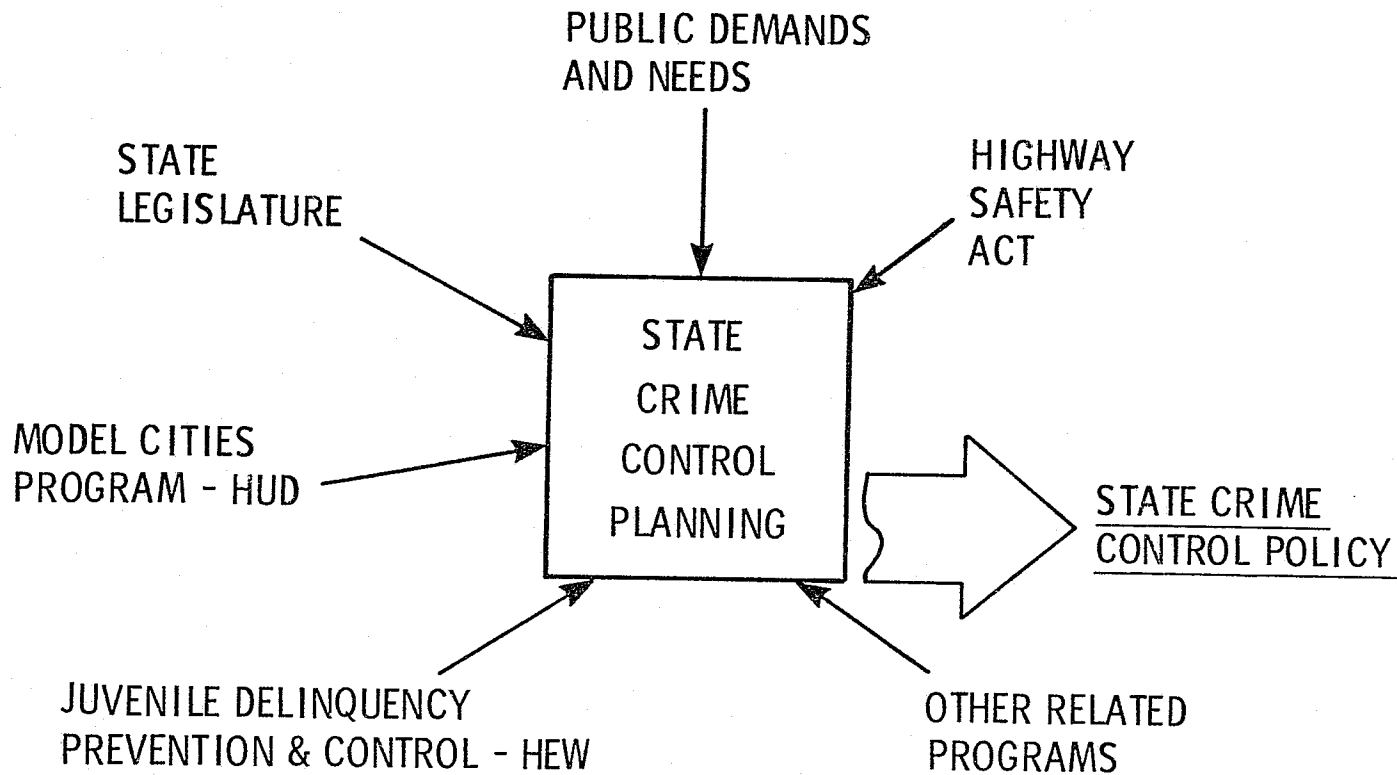 PUBLIC DEMANDS
AND NEEDS
STATE
LEGISLATURE
HIGHWAY
SAFETY
ACT
STATE
CRIME
CONTROL
PLANNING
MODEL CITIES
PROGRAM - HUD
STATE CRIME
CONTROL POLICY
JUVENILE DELINQUENCY
PREVENTION & CONTROL - HEW
OTHER RELATED
PROGRAMS